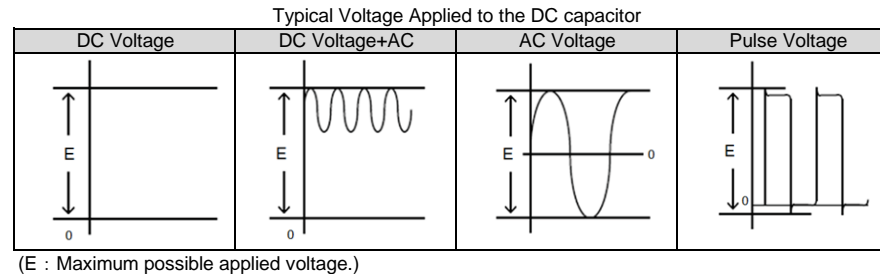 Typical Voltage Applied to the DC capacitor
DC Voltage DC Voltage+AC AC Voltage Pulse Voltage
E E E 0 E
0 0 0
(E : Maximum possible applied voltage.)